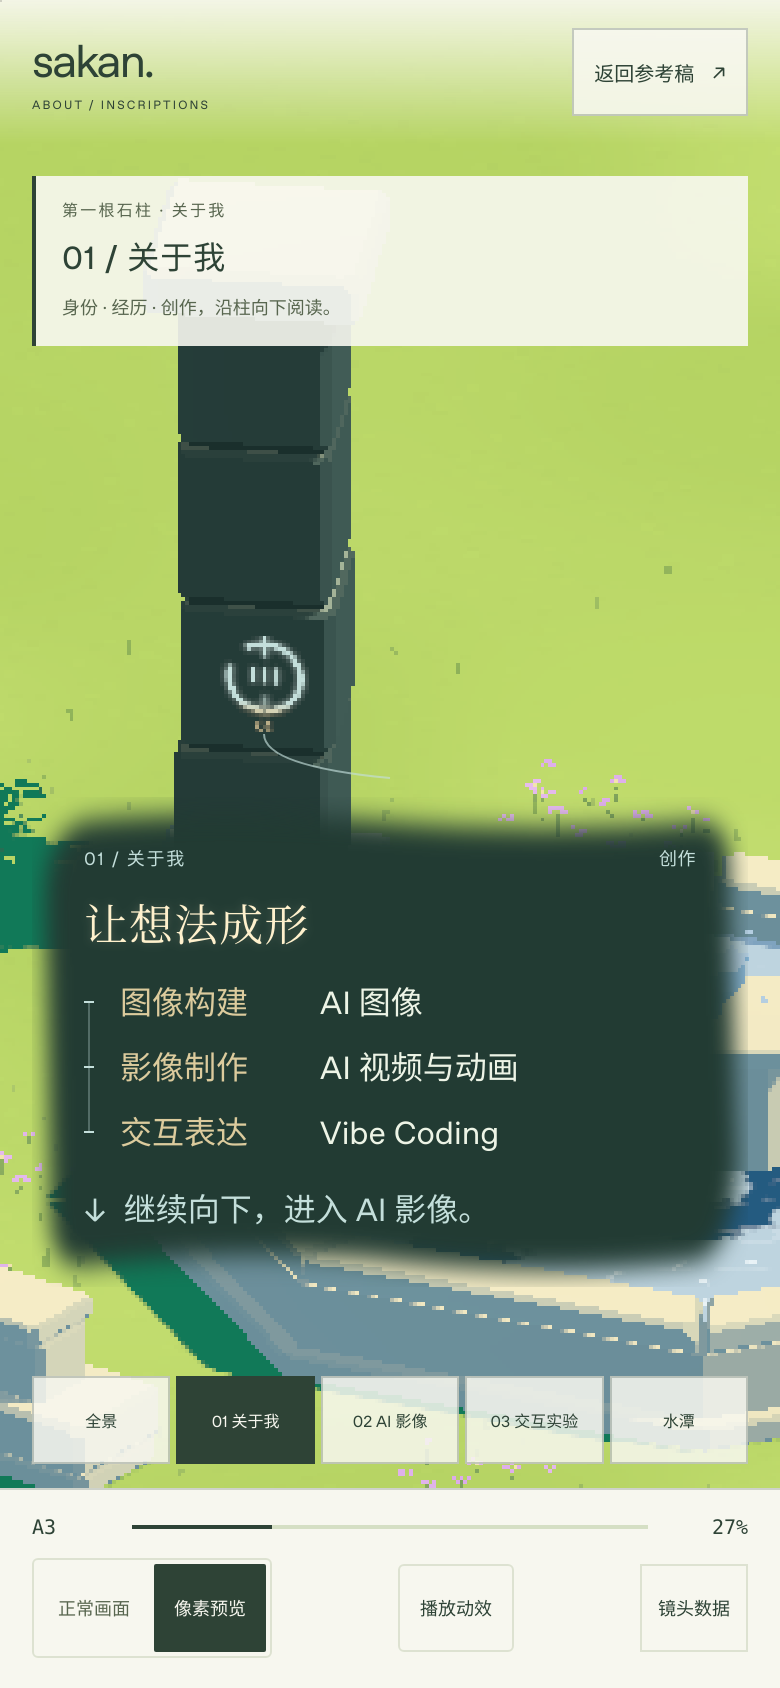 sakan.
ABOUT / INSCRIPTIONS
返回参考稿 ↗
第一根石柱 · 关于我
01 / 关于我
身份 · 经历 · 创作，沿柱向下阅读。
01 / 关于我
创作
让想法成形
图像构建 AI 图像
影像制作 AI 视频与动画
交互表达 Vibe Coding
↓ 继续向下，进入 AI 影像。
全景
01 关于我
02 AI 影像
03 交互实验
水潭
A3
27%
正常画面
像素预览
播放动效
镜头数据